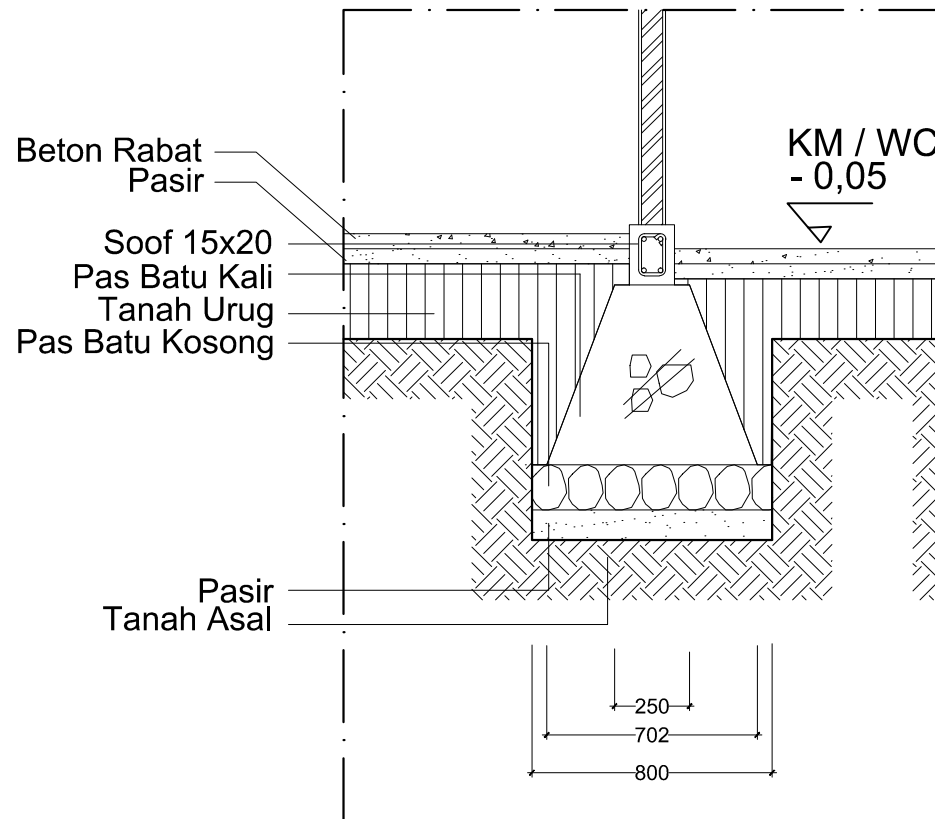 Beton Rabat
Pasir
KM / WC
- 0,05
Soof 15x20
Pas Batu Kali
Tanah Urug
Pas Batu Kosong
Pasir
Tanah Asal
250
702
800